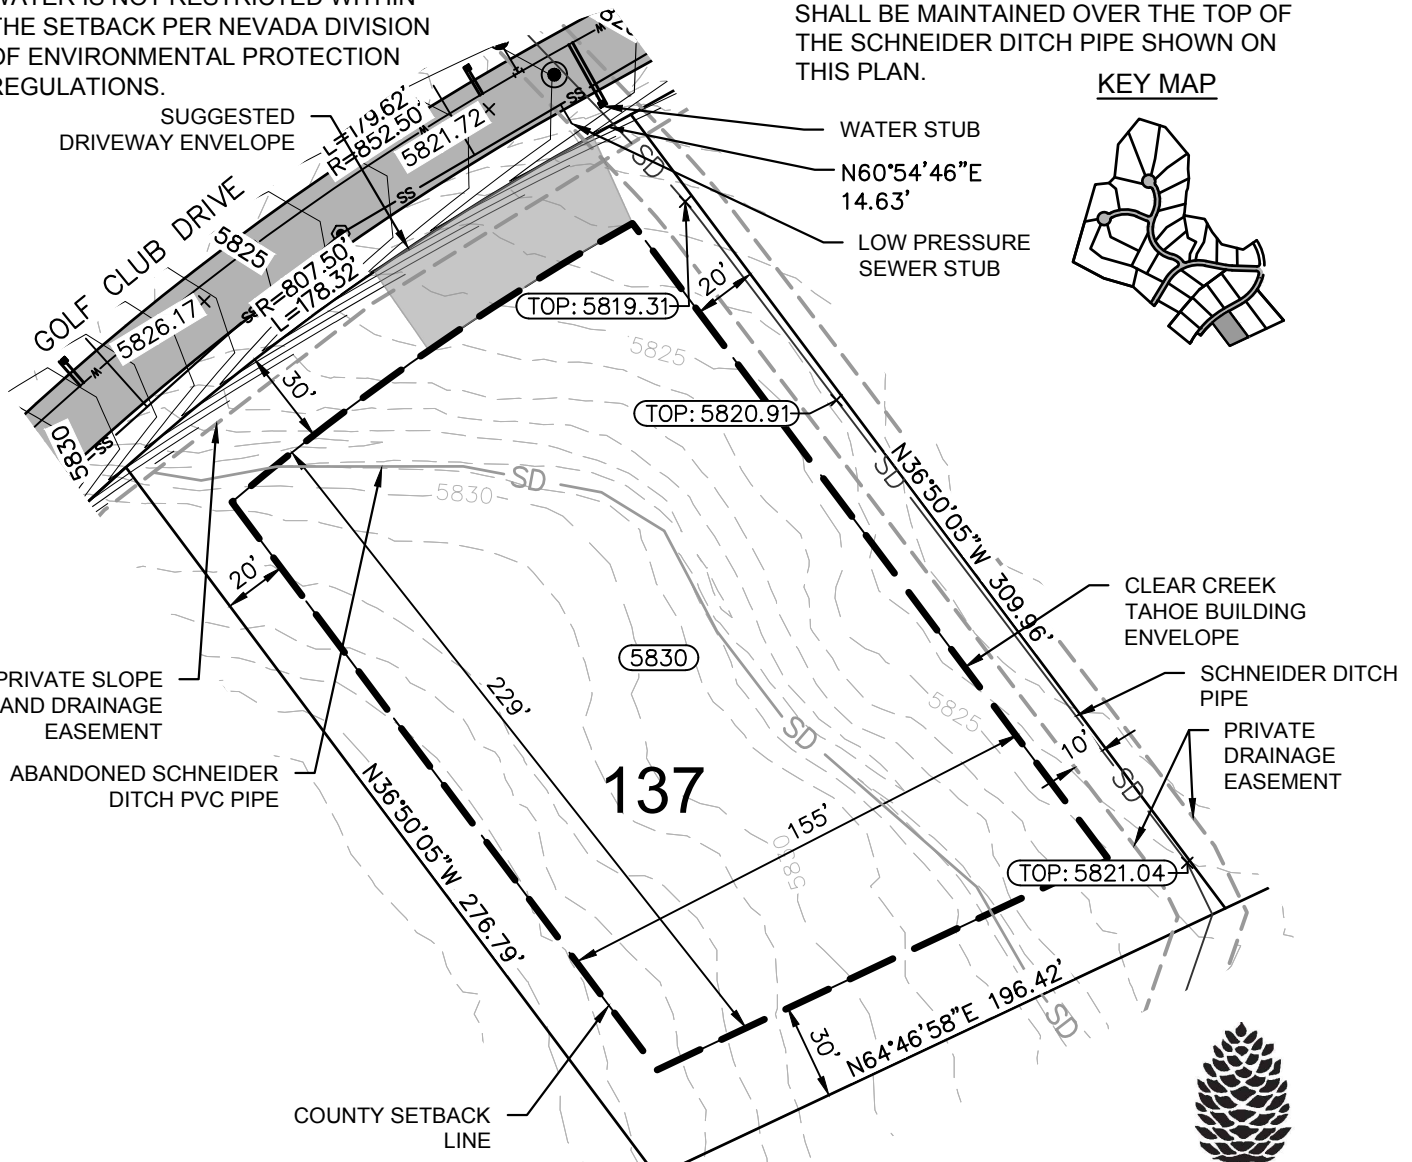 WATER IS NOT RESTRICTED WITHIN
THE SETBACK PER NEVADA DIVISION
OF ENVIRONMENTAL PROTECTION
REGULATIONS.
SHALL BE MAINTAINED OVER THE TOP OF
THE SCHNEIDER DITCH PIPE SHOWN ON
THIS PLAN.
KEY MAP
SUGGESTED
DRIVEWAY ENVELOPE
WATER STUB
N60°54'46"E
14.63'
LOW PRESSURE
SEWER STUB
L=179.62'
R=852.50'
5821.72
GOLF CLUB DRIVE
5825
R=807.50'
L=178.32'
5826.17
5830
SS
SS
SS
SD
20'
TOP: 5819.31
5825
30'
TOP: 5820.91
SD
N36°50'05"W 309.96'
SD
5830
20'
CLEAR CREEK
TAHOE BUILDING
ENVELOPE
5830
SCHNEIDER DITCH
PIPE
PRIVATE SLOPE
AND DRAINAGE
EASEMENT
229'
5825
SD
10'
PRIVATE
DRAINAGE
EASEMENT
ABANDONED SCHNEIDER
DITCH PVC PIPE
137
SD
155'
N36°50'05"W 276.79'
5830
TOP: 5821.04
30'
N64°46'58"E 196.42'
SD
COUNTY SETBACK
LINE